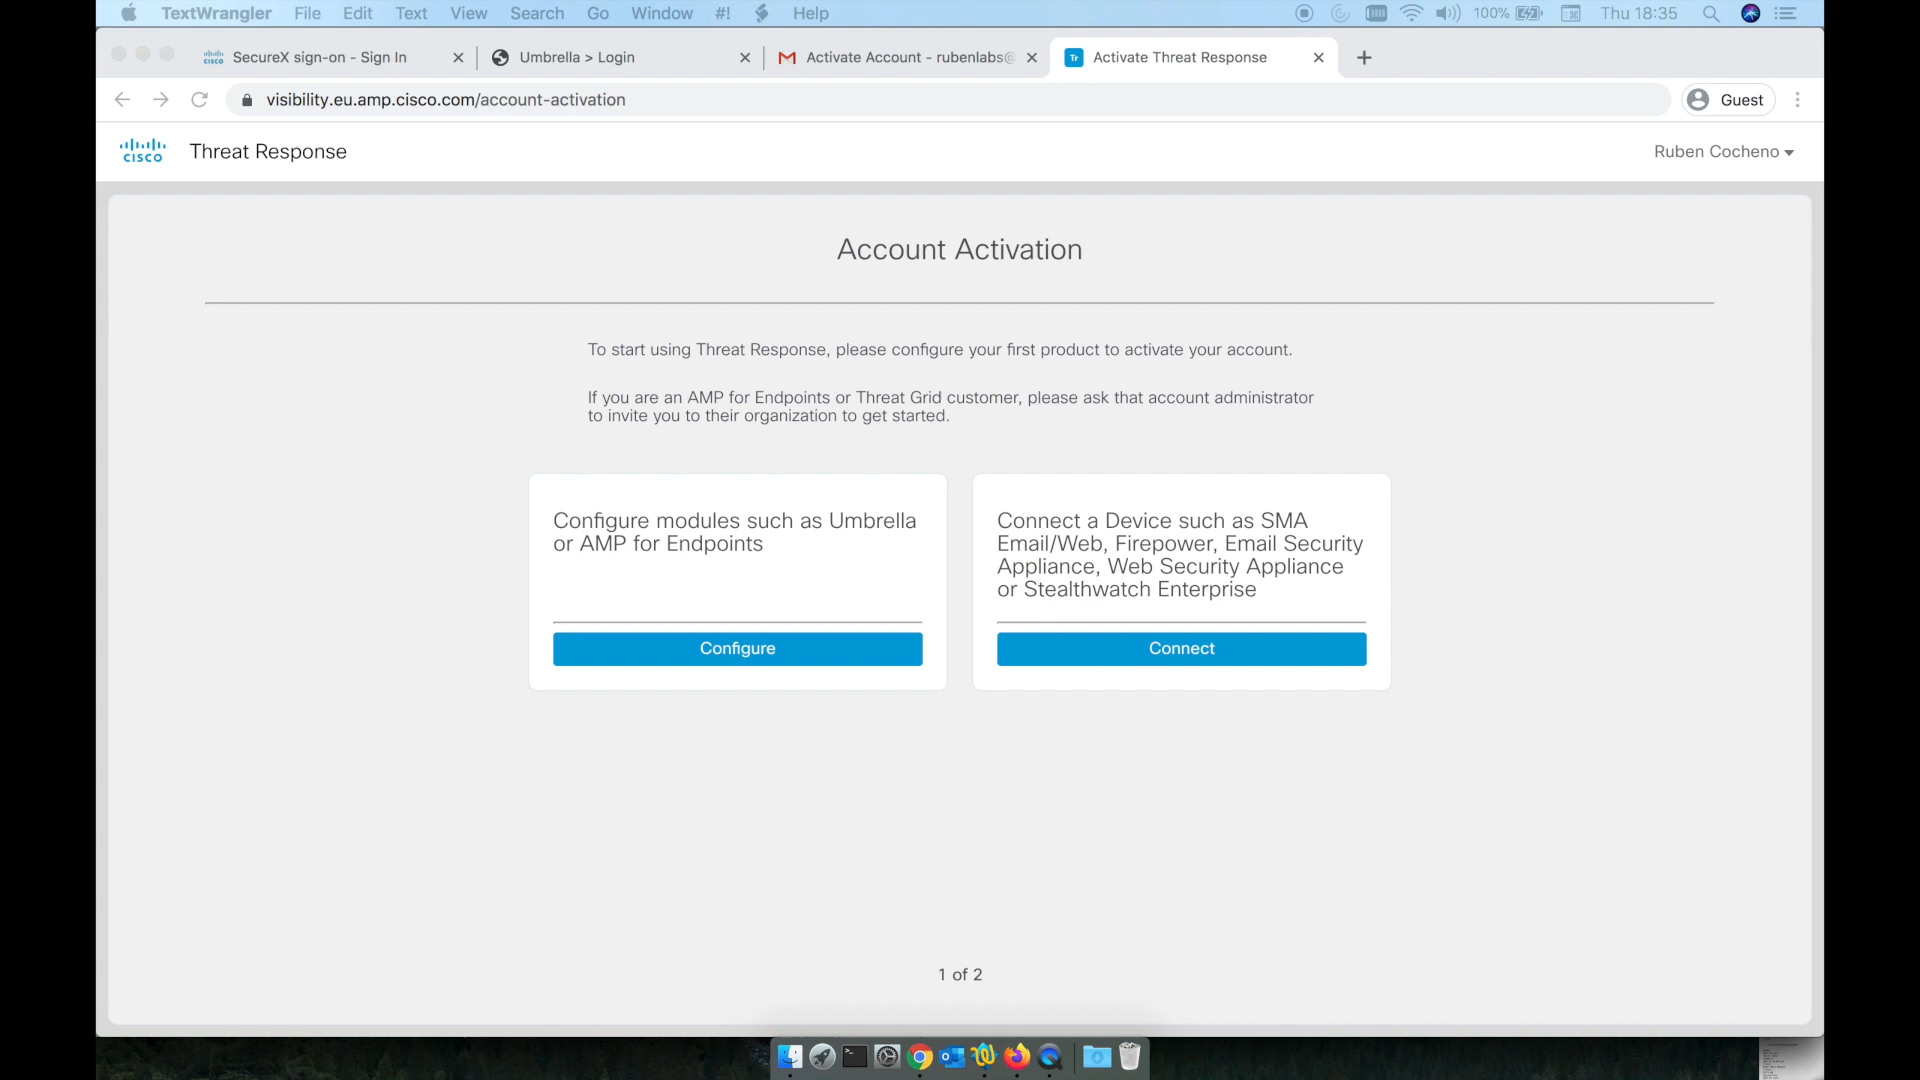 TextWrangler File Edit Text View Search Go Window #! Help 100% Thu 18:35
SecureX sign-on - Sign In Umbrella > Login Activate Account - rubenlabs@ Tr Activate Threat Response
visibility.eu.amp.cisco.com/account-activation Guest
CISCO Threat Response Ruben Cocheno
Account Activation
To start using Threat Response, please configure your first product to activate your account.
If you are an AMP for Endpoints or Threat Grid customer, please ask that account administrator
to invite you to their organization to get started.
Configure modules such as Umbrella
or AMP for Endpoints
Configure
Connect a Device such as SMA
Email/Web, Firepower, Email Security
Appliance, Web Security Appliance
or Stealthwatch Enterprise
Connect
1 of 2